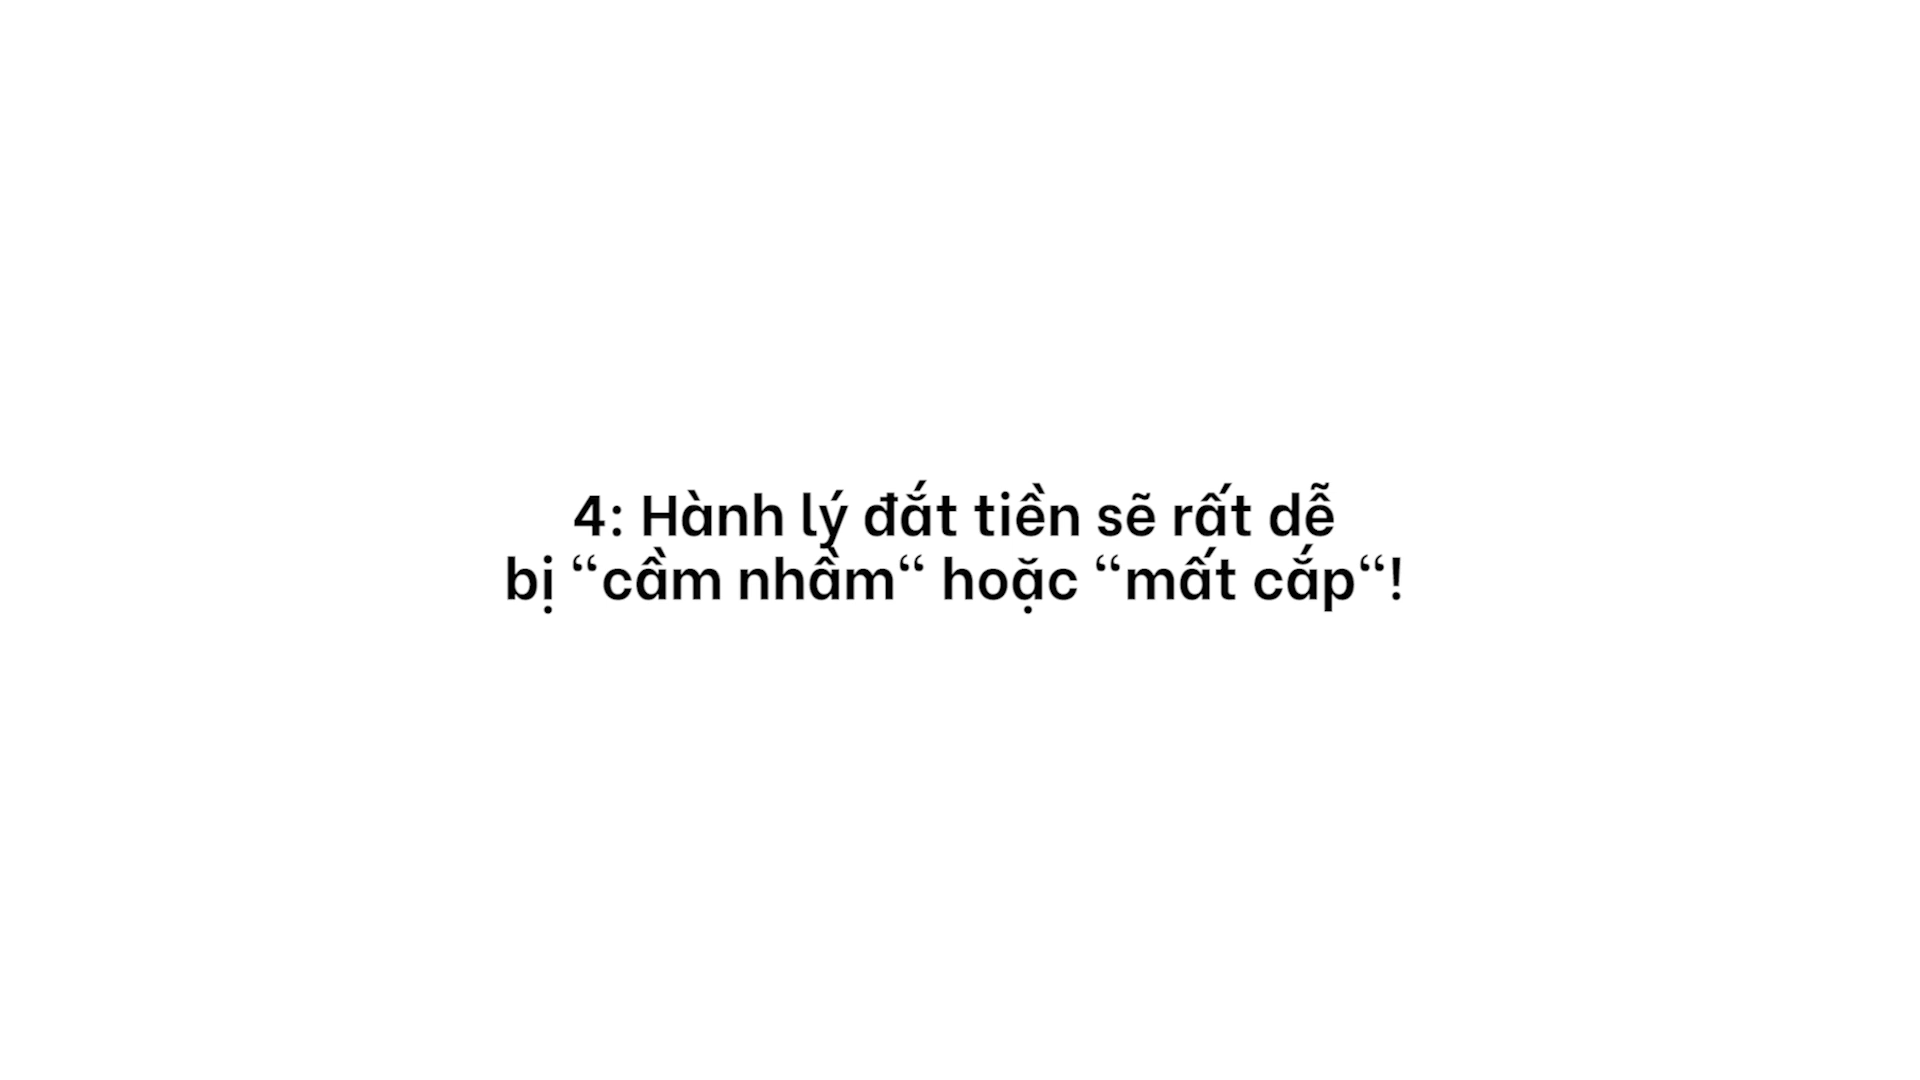 4: Hành lý đắt tiền sẽ rất dễ
bị “cầm nhầm“ hoặc “mất cắp“!